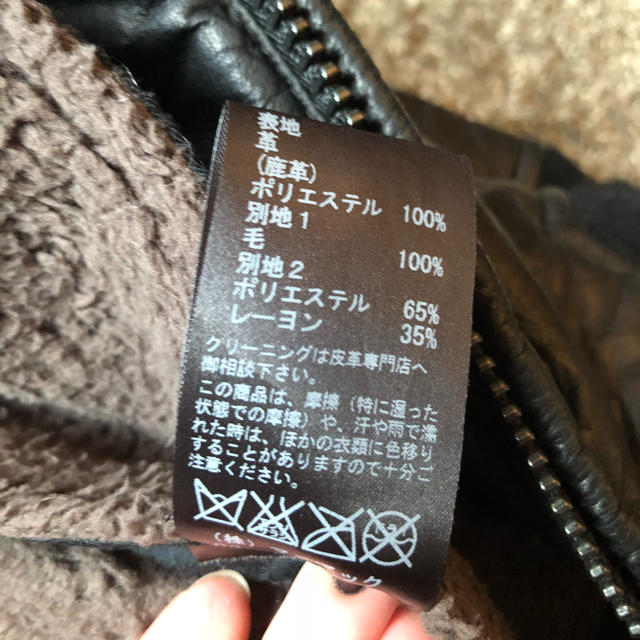 表地
革
(鹿革)
ポリエステル 100%
別地1
毛 100%
別地2
ポリエステル 65%
レーヨン 35%
クリーニングは皮革専門店へ
御相談下さい。
この商品は、摩擦（特に湿った
状態での摩擦）や、汗や雨で濡
れた時は、ほかの衣類に色移り
することがありますので十分ご
注意ください。
(株)
ック